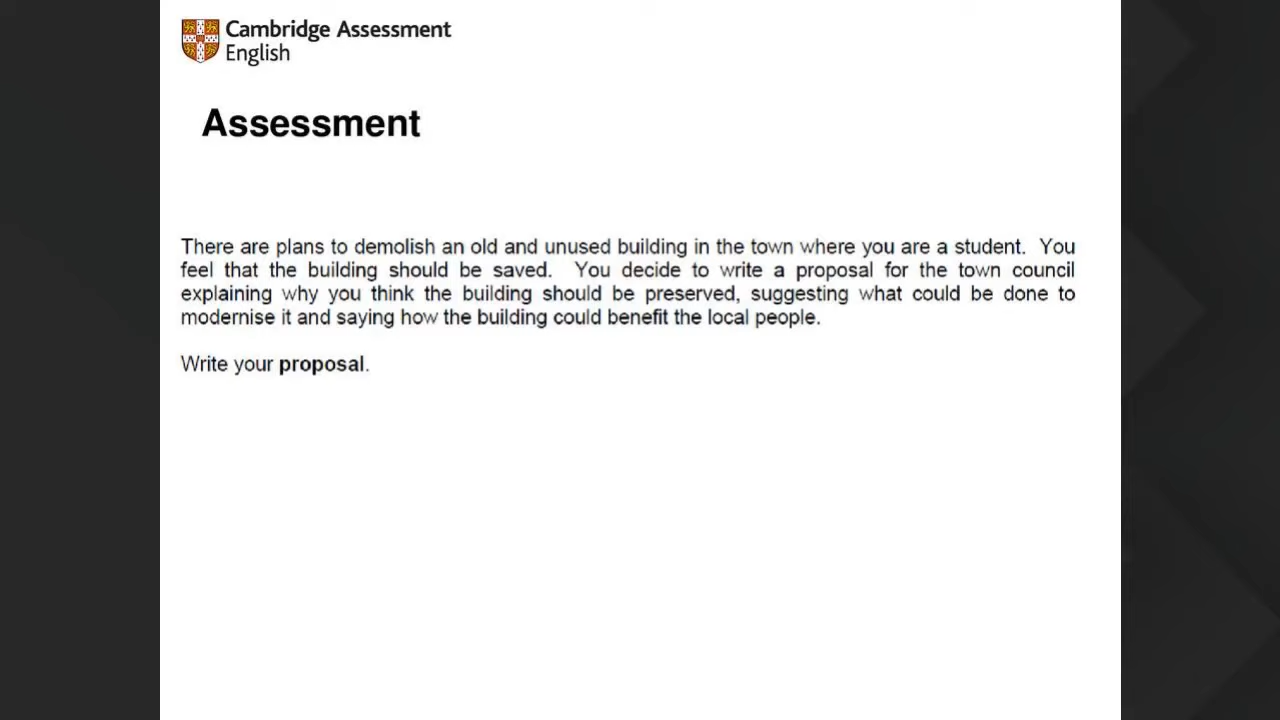 Cambridge Assessment
English
Assessment
There are plans to demolish an old and unused building in the town where you are a student. You
feel that the building should be saved. You decide to write a proposal for the town council
explaining why you think the building should be preserved, suggesting what could be done to
modernise it and saying how the building could benefit the local people.
Write your proposal.